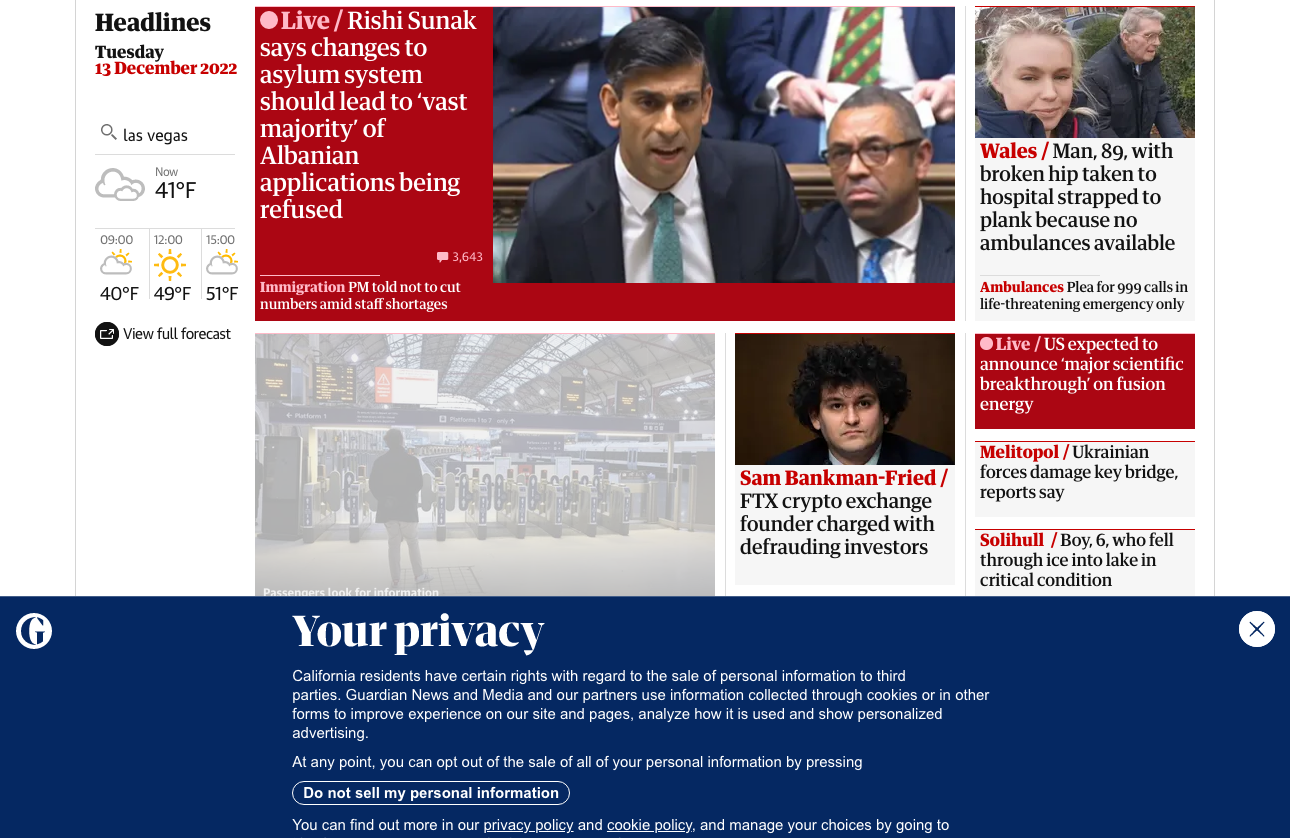 Headlines
Tuesday
13 December 2022
las vegas
Now
41°F
09:00
12:00
15:00
40°F
49°F
51°F
View full forecast
Live / Rishi Sunak
says changes to
asylum system
should lead to ‘vast
majority’ of
Albanian
applications being
refused
3,643
Immigration PM told not to cut
numbers amid staff shortages
Wales / Man, 89, with
broken hip taken to
hospital strapped to
plank because no
ambulances available
Ambulances Plea for 999 calls in
life-threatening emergency only
Platform 1
Platforms 1 to 7 only
Passengers look for information
Sam Bankman-Fried /
FTX crypto exchange
founder charged with
defrauding investors
Live / US expected to
announce ‘major scientific
breakthrough’ on fusion
energy
Melitopol / Ukrainian
forces damage key bridge,
reports say
Solihull / Boy, 6, who fell
through ice into lake in
critical condition
G
Your privacy
California residents have certain rights with regard to the sale of personal information to third
parties. Guardian News and Media and our partners use information collected through cookies or in other
forms to improve experience on our site and pages, analyze how it is used and show personalized
advertising.
At any point, you can opt out of the sale of all of your personal information by pressing
Do not sell my personal information
You can find out more in our privacy policy and cookie policy, and manage your choices by going to